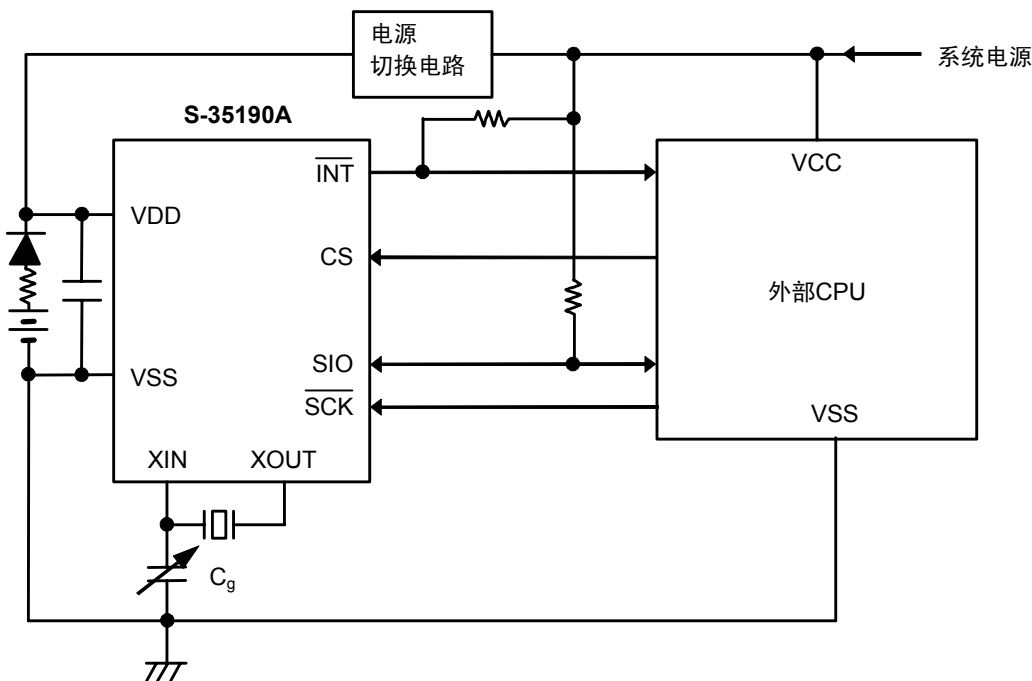 电源
切换电路
系统电源
S-35190A
INT
VCC
VDD
CS
外部CPU
SIO
VSS
SCK
VSS
XIN
XOUT
Cg